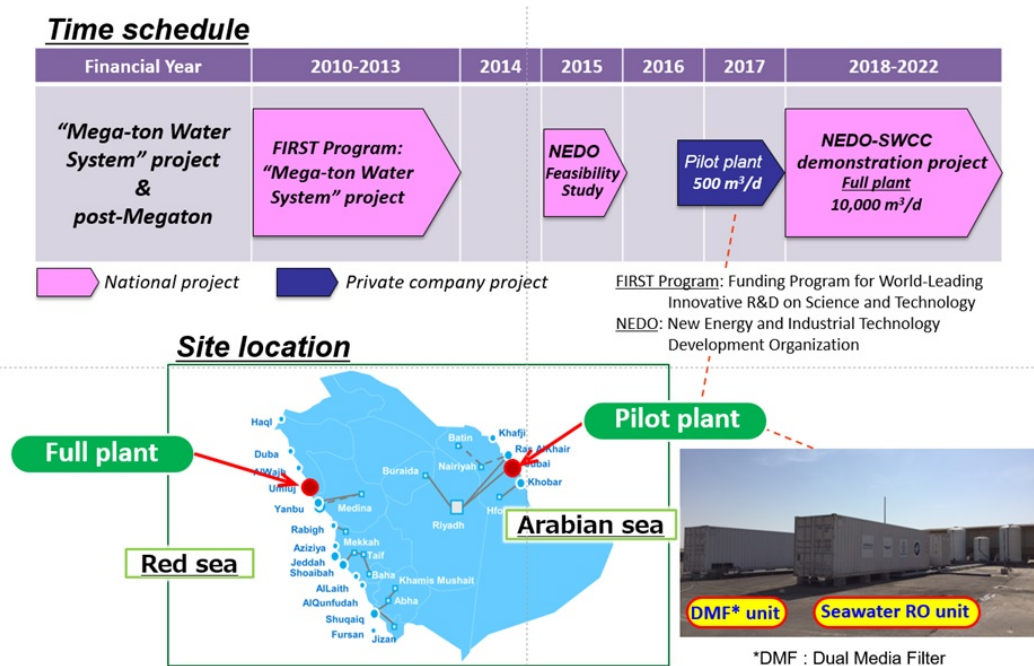 Time schedule
Financial Year 2010-2013 2014 2015 2016 2017 2018-2022
“Mega-ton Water
System” project
&
post-Megaton
FIRST Program:
“Mega-ton Water
System” project
NEDO
Feasibility
Study
Pilot plant
500 m³/d
NEDO-SWCC
demonstration project
Full plant
10,000 m³/d
National project
Private company project
FIRST Program: Funding Program for World-Leading
Innovative R&D on Science and Technology
NEDO: New Energy and Industrial Technology
Development Organization
Site location
Full plant
Pilot plant
Haql
Duba
AlWajh
Umluj
Yanbu
Medina
Rabigh
Mekkah
Aziziya
Taif
Jeddah
Shoaibah
Baha
AlLaith
Khamis Mushait
AlQunfudah
Abha
Shuqaiq
Fursan
Jizan
Batin
Khafji
Ras AlKhair
Nairiyah
Jubai
Buraida
Khobar
Riyadh
Red sea
Arabian sea
DMF* unit
Seawater RO unit
*DMF : Dual Media Filter